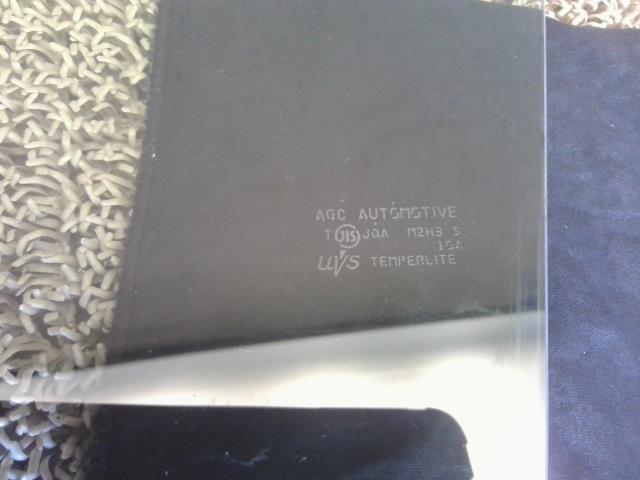 AGC AUTOMOTIVE
T JIS JQA M2H3 S
10A
UVS TEMPERLITE